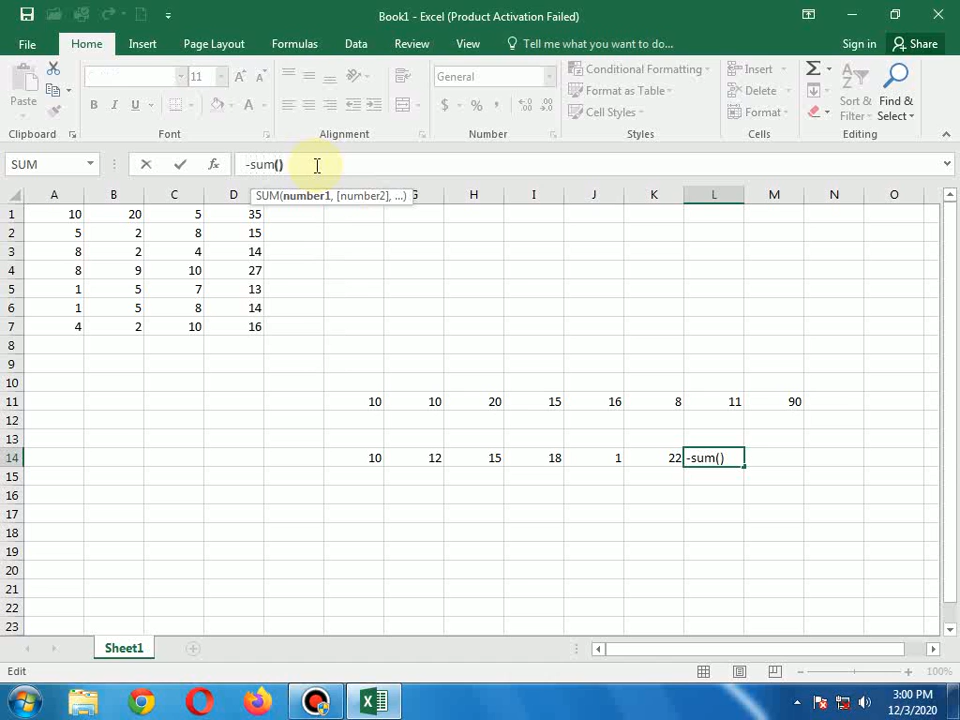 Book1 - Excel (Product Activation Failed)
File Home Insert Page Layout Formulas Data Review View Tell me what you want to do... Sign in Share
Paste
11
B I U
A
General
$ % ,
Conditional Formatting
Format as Table
Cell Styles
Insert
Delete
Format
Sort &
Select
Find &
Select
Clipboard Font Alignment Number Styles Cells Editing
SUM fx -sum()
SUM(number1, [number2], ...)
A B C D G H I J K L M N O
1 10 20 5 35
2 5 2 8 15
3 8 2 4 14
4 8 9 10 27
5 1 5 7 13
6 1 5 8 14
7 4 2 10 16
8
9
10
11 10 10 20 15 16 8 11 90
12
13
14 10 12 15 18 1 22 -sum()
15
16
17
18
19
20
21
22
23
Sheet1
Edit 100%
3:00 PM
12/3/2020